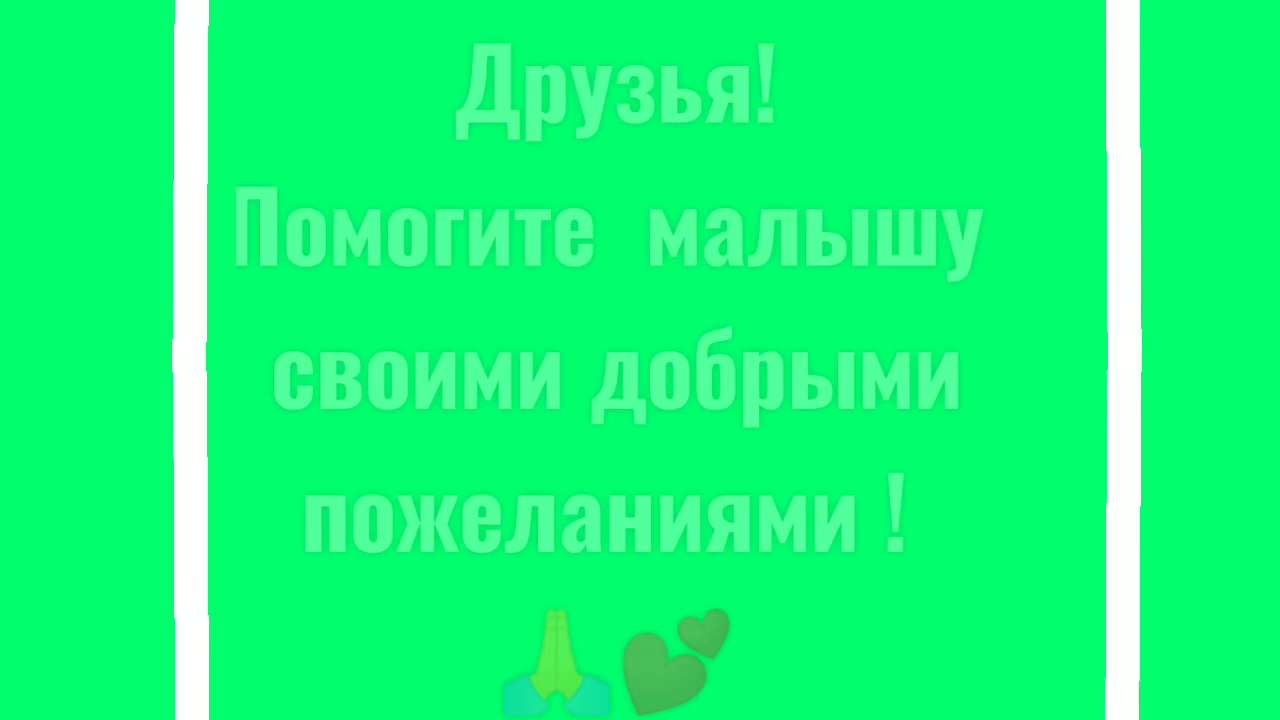 Друзья!
Помогите малышу
своими добрыми
пожеланиями !
🙏💕